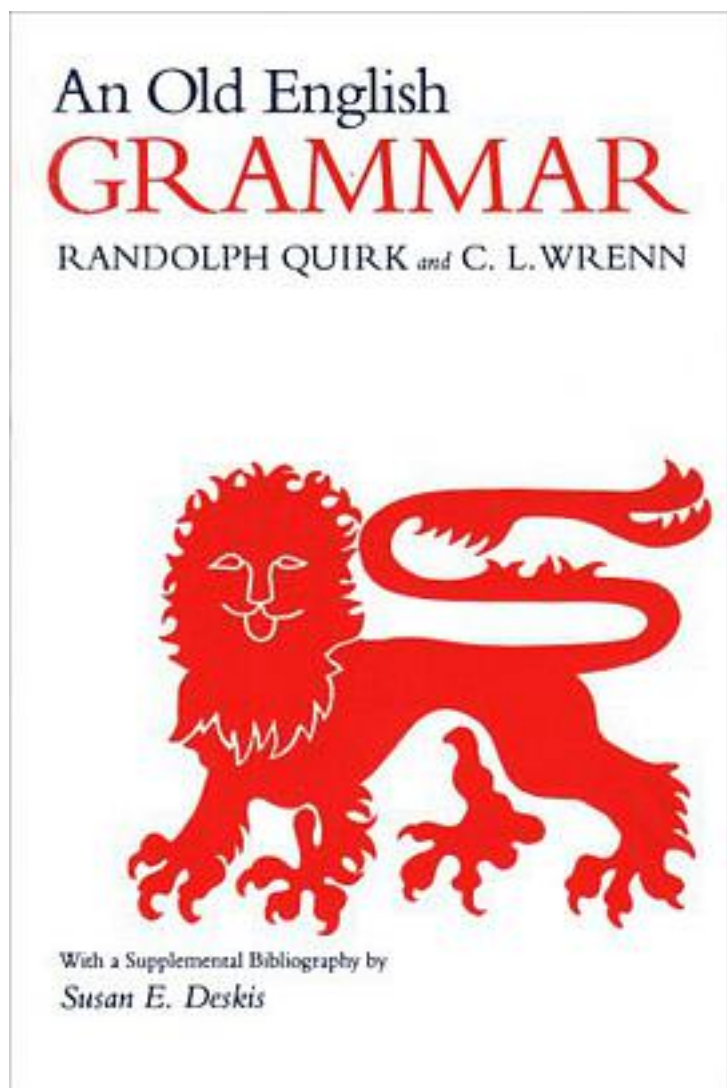 An Old English
GRAMMAR
RANDOLPH QUIRK and C. L. WRENN
With a Supplemental Bibliography by
Susan E. Deskis